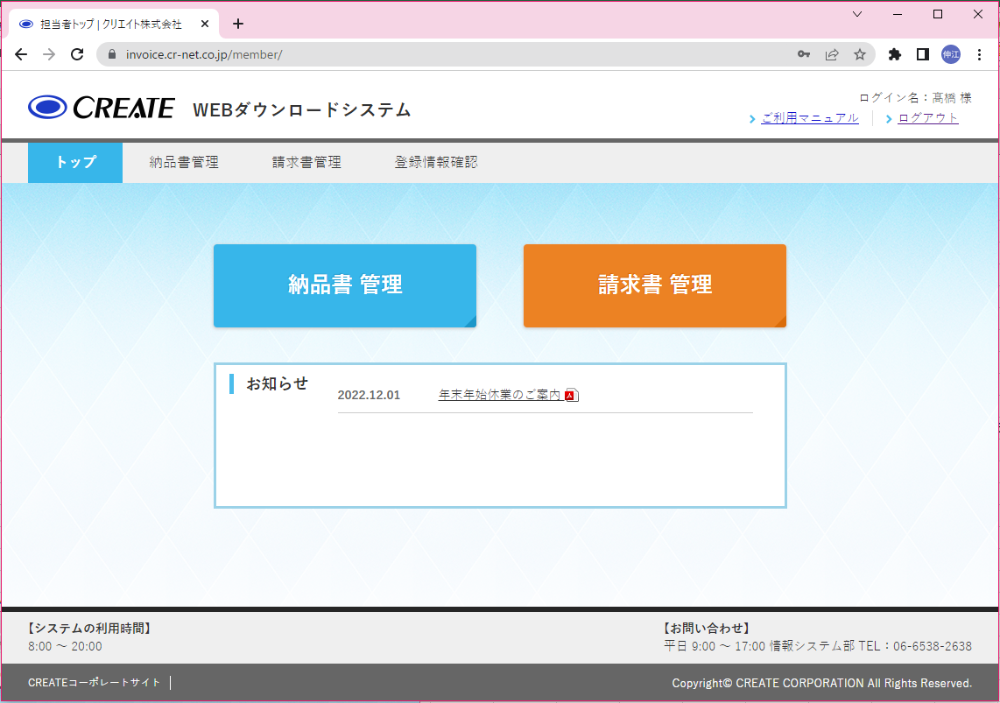 担当者トップ | クリエイト株式会社
invoice.cr-net.co.jp/member/
伸江
CREATE WEBダウンロードシステム
ログイン名：髙橋 様
ご利用マニュアル
ログアウト
トップ 納品書管理 請求書管理 登録情報確認
納品書 管理 請求書 管理
お知らせ
2022.12.01 年末年始休業のご案内
【システムの利用時間】
8:00 ～ 20:00
【お問い合わせ】
平日 9:00 ～ 17:00 情報システム部 TEL：06-6538-2638
CREATEコーポレートサイト
Copyright© CREATE CORPORATION All Rights Reserved.